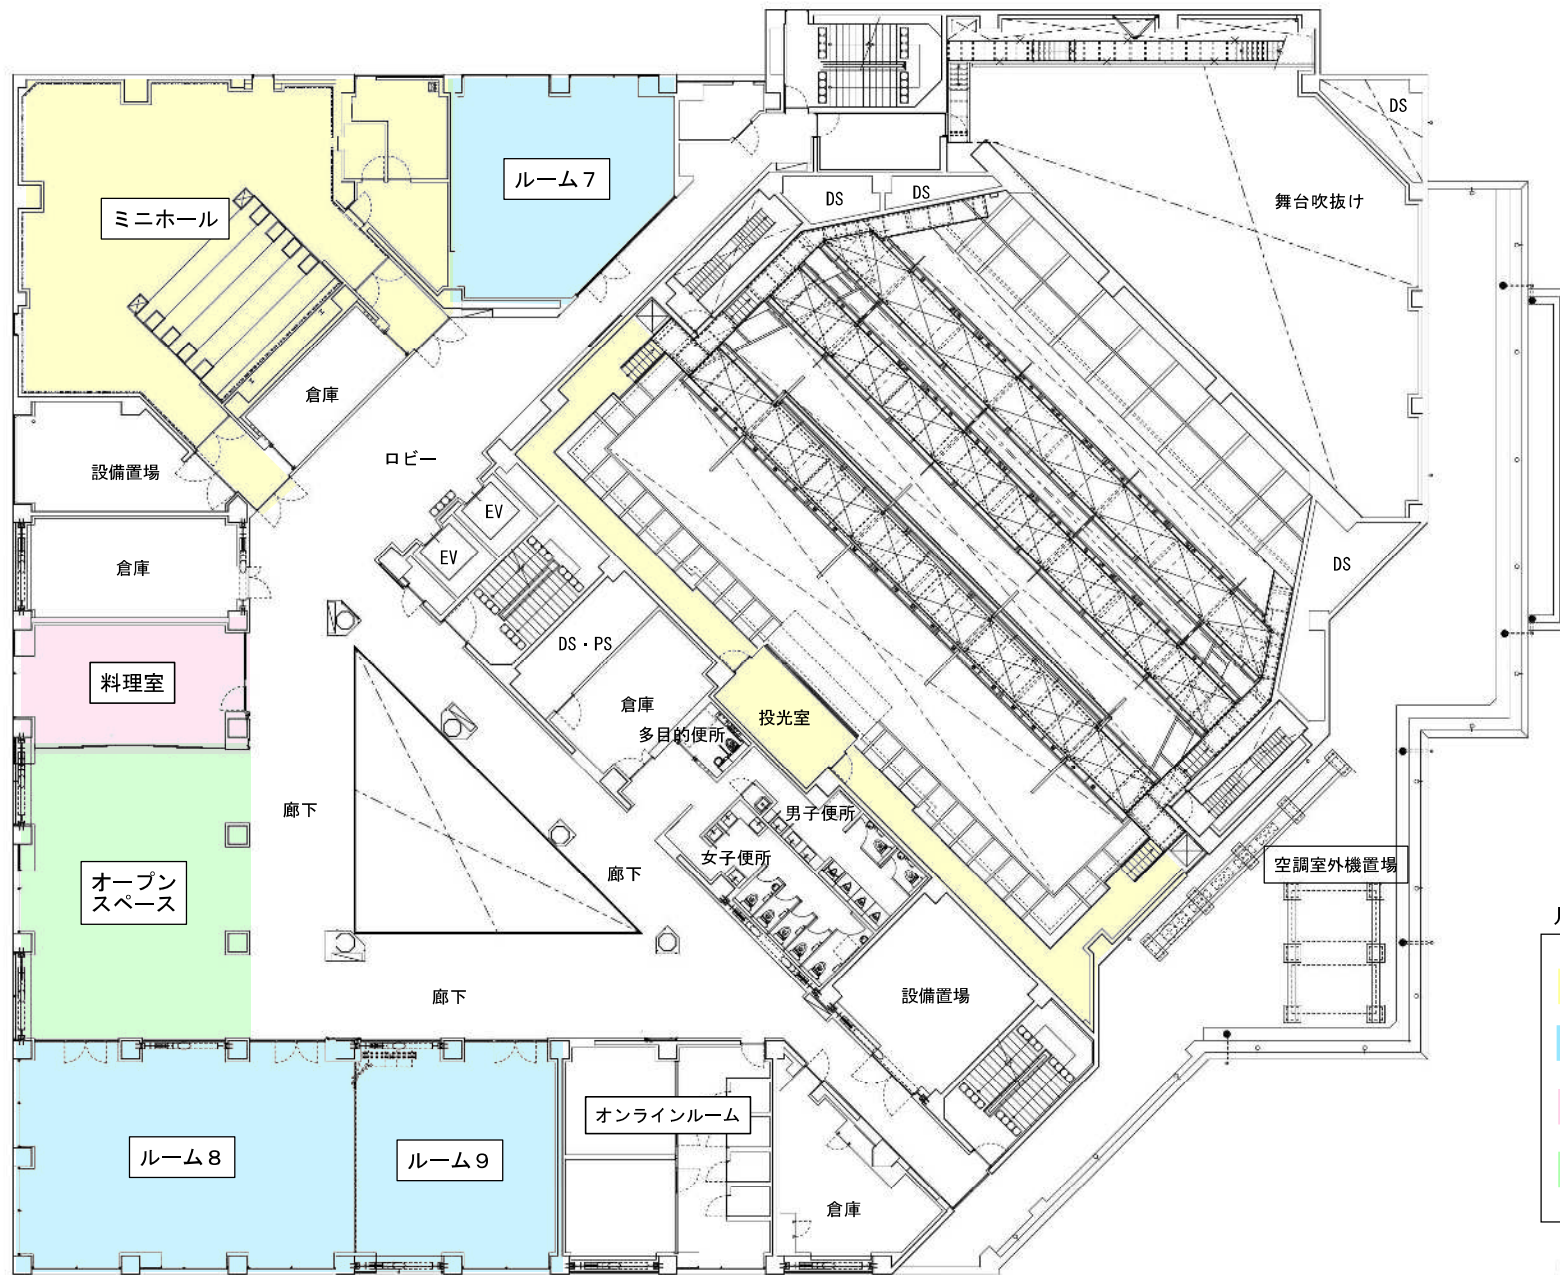 DS
ルーム７
DS
DS
舞台吹抜け
ミニホール
倉庫
ロビー
設備置場
EV
EV
倉庫
DS
DS・PS
料理室
倉庫
投光室
多目的便所
廊下
男子便所
女子便所
オープン
スペース
廊下
空調室外機置場
廊下
設備置場
オンラインルーム
ルーム８
ルーム９
倉庫